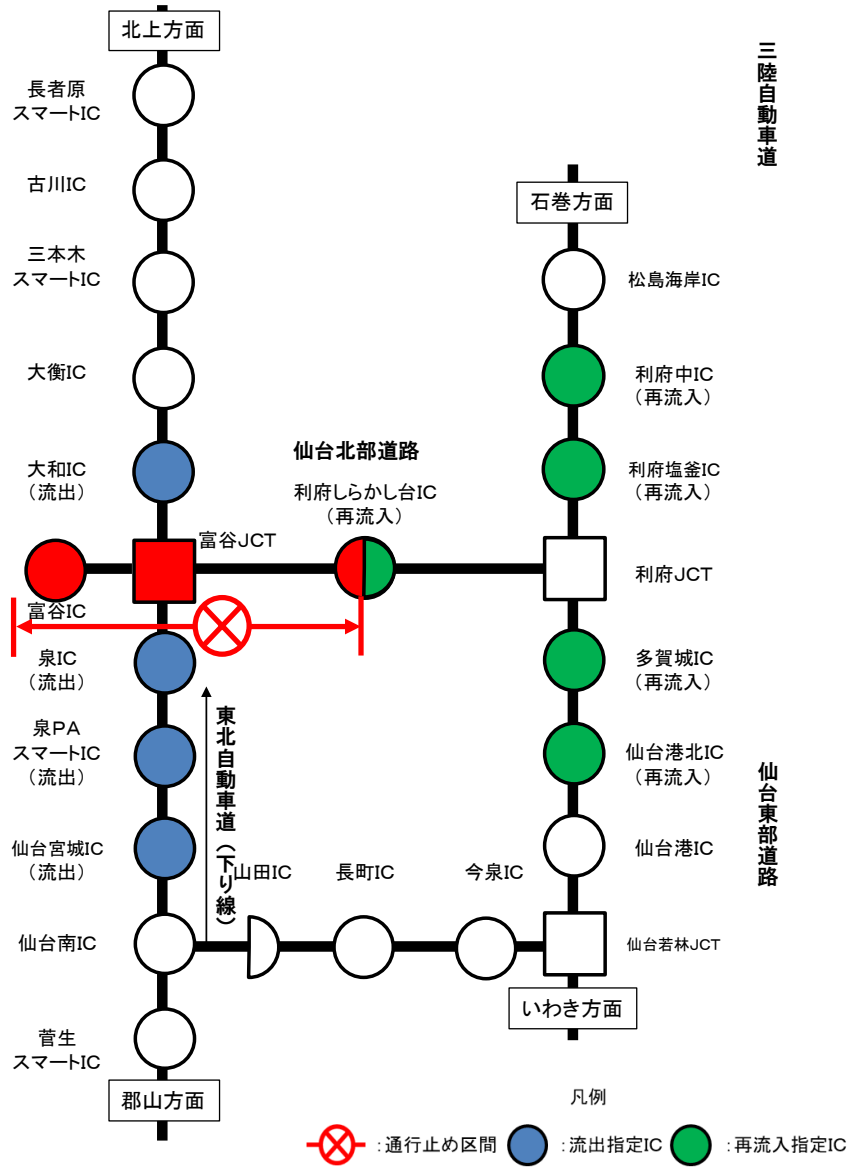 北上方面
長者原
スマートIC
古川IC
三本木
スマートIC
大衡IC
大和IC
（流出）
富谷JCT
富谷IC
泉IC
（流出）
泉PA
スマートIC
（流出）
仙台宮城IC
（流出）
仙台南IC
菅生
スマートIC
郡山方面
東北自動車道（下り線）
仙台北部道路
利府しらかし台IC
（再流入）
山田IC
長町IC
今泉IC
三陸自動車道
石巻方面
松島海岸IC
利府中IC
（再流入）
利府塩釜IC
（再流入）
利府JCT
多賀城IC
（再流入）
仙台港北IC
（再流入）
仙台港IC
仙台若林JCT
いわき方面
仙台東部道路
凡例
：通行止め区間
：流出指定IC
：再流入指定IC